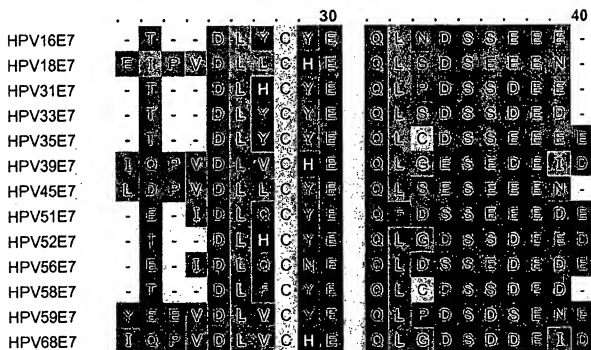 30 40
HPV16E7 - T - - D L Y C Y E Q L N D S S E E E -
HPV18E7 E I P V D L L C H E Q L S D S E E E N -
HPV31E7 - T - - D L H C Y E Q L P D S S D E E -
HPV33E7 - T - - D L Y C Y E Q L S D S S D E D -
HPV35E7 - T - - D L Y C Y E Q L C D S S E E E E
HPV39E7 I Q P V D L V C H E Q L G E S E D E I D
HPV45E7 L D P V D L L C Y E Q L S E S E E E N -
HPV51E7 - E - I D L Q C Y E Q F D S S E E E D E
HPV52E7 - T - - D L H C Y E Q L G D S S D E E D
HPV56E7 - E - I D L Q C N E Q L D S S E D E D E
HPV58E7 - T - - D L F C Y E Q L C D S S D E D -
HPV59E7 Y E E V D L V C Y E Q L P D S D S E N E
HPV68E7 I Q P V D L V C H E Q L G D S D D E I D